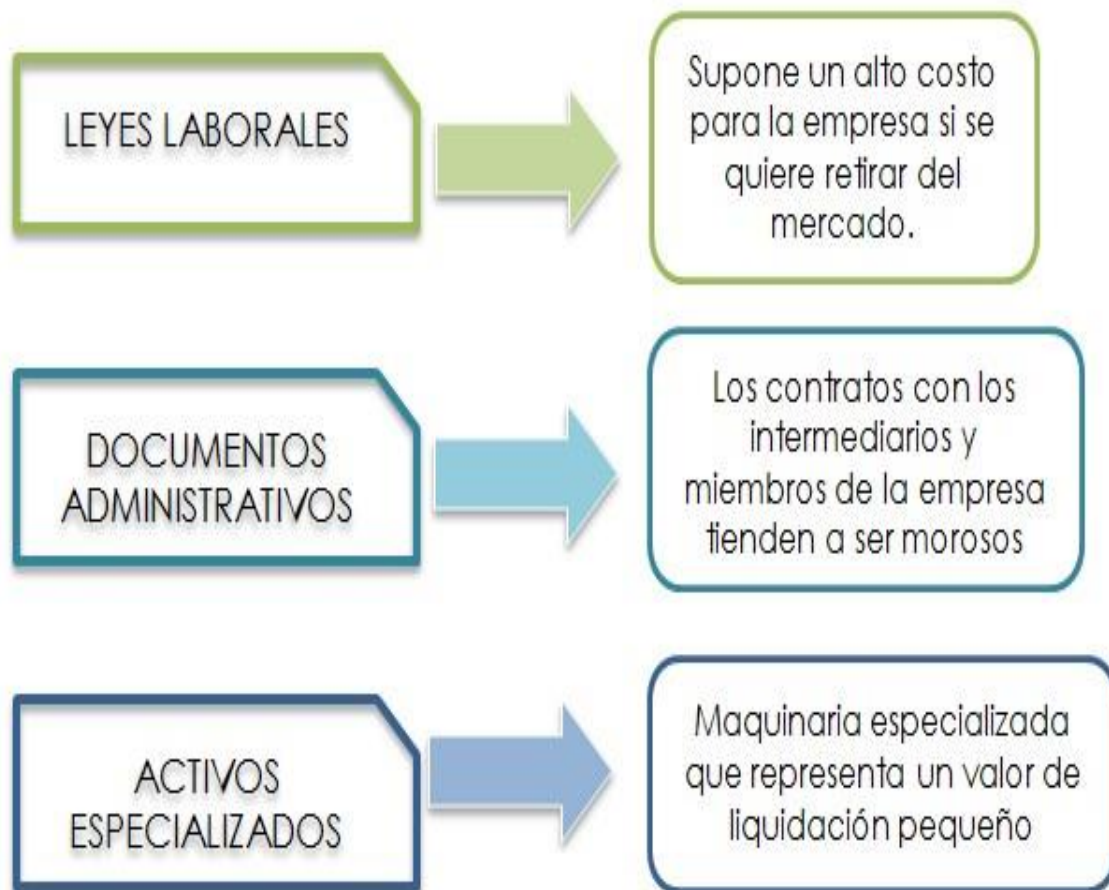 LEYES LABORALES
Supone un alto costo
para la empresa si se
quiere retirar del
mercado.
DOCUMENTOS
ADMINISTRATIVOS
Los contratos con los
intermediarios y
miembros de la empresa
tienden a ser morosos
ACTIVOS
ESPECIALIZADOS
Maquinaria especializada
que representa un valor de
liquidación pequeño